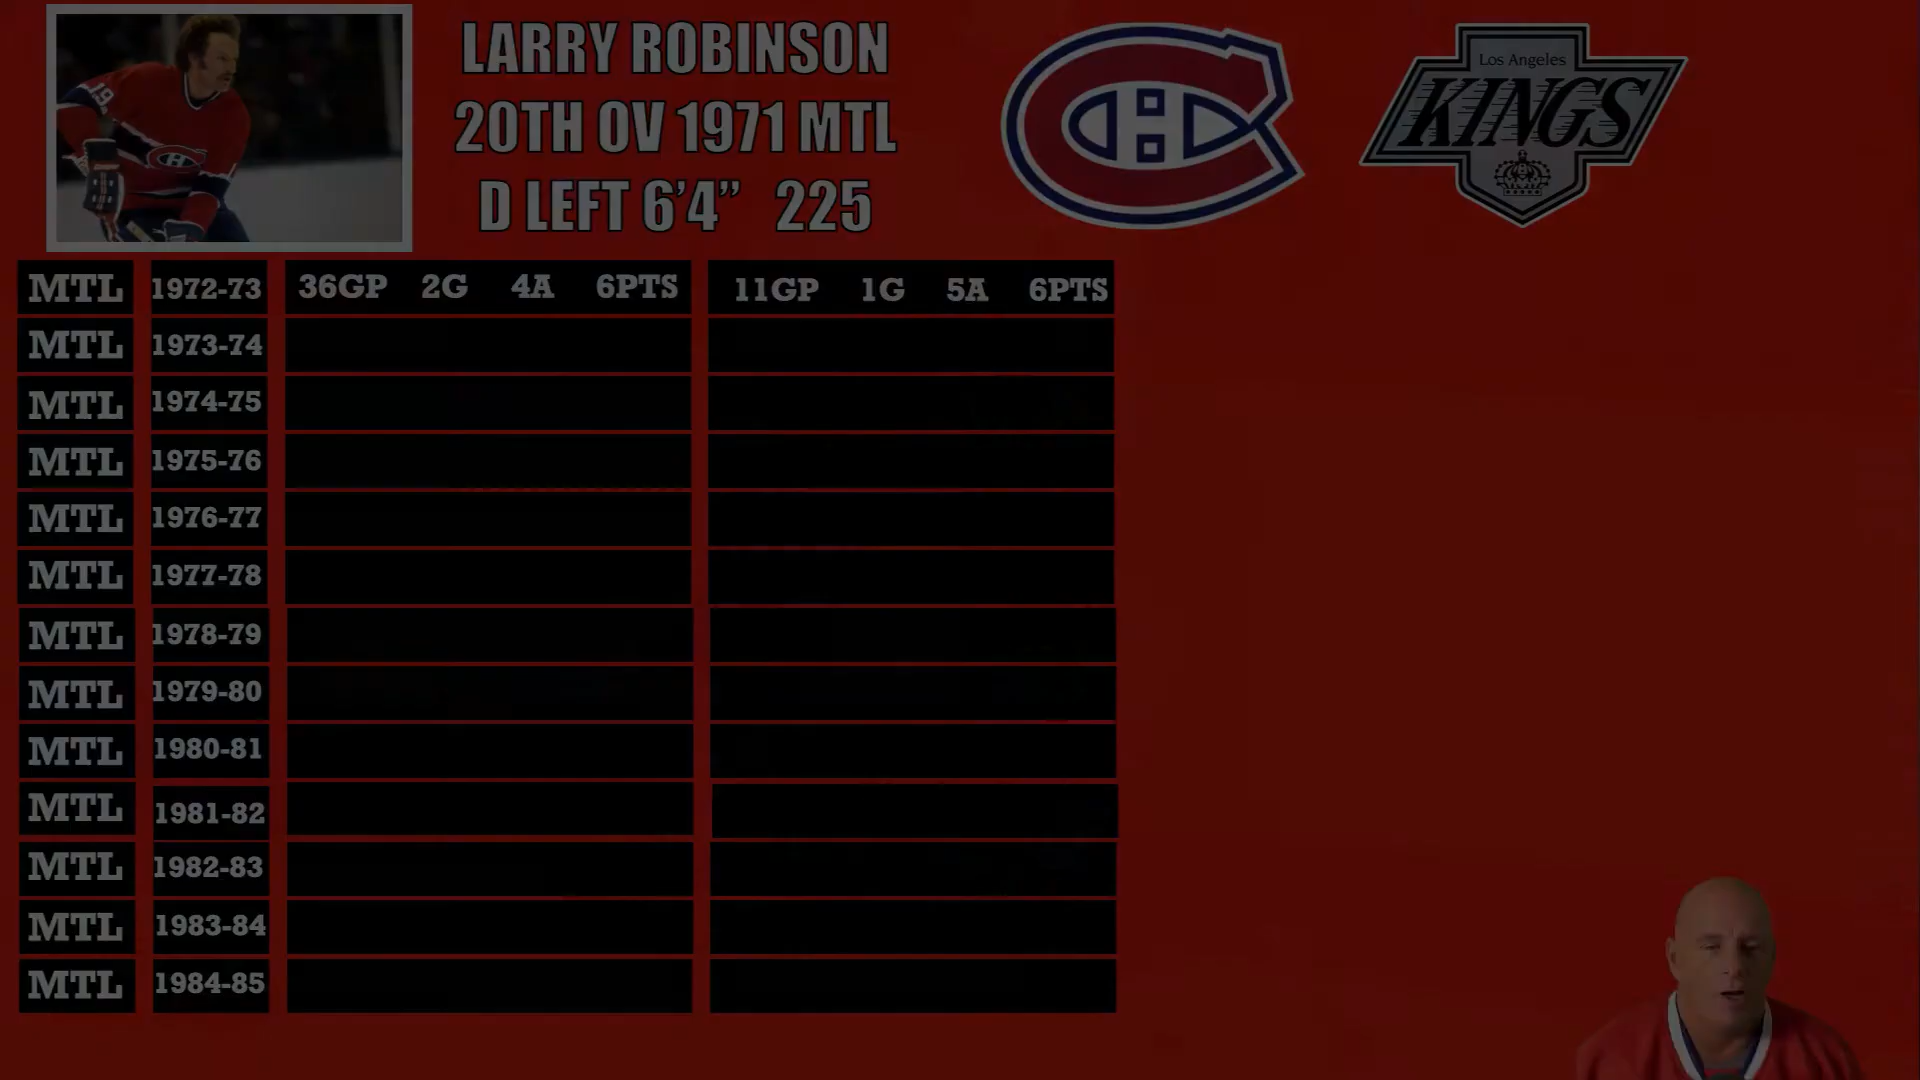 LARRY ROBINSON
20TH OV 1971 MTL
D LEFT 6’4” 225
Los Angeles
KINGS
19
MTL 1972-73 36GP 2G 4A 6PTS 11GP 1G 5A 6PTS
MTL 1973-74
MTL 1974-75
MTL 1975-76
MTL 1976-77
MTL 1977-78
MTL 1978-79
MTL 1979-80
MTL 1980-81
MTL 1981-82
MTL 1982-83
MTL 1983-84
MTL 1984-85